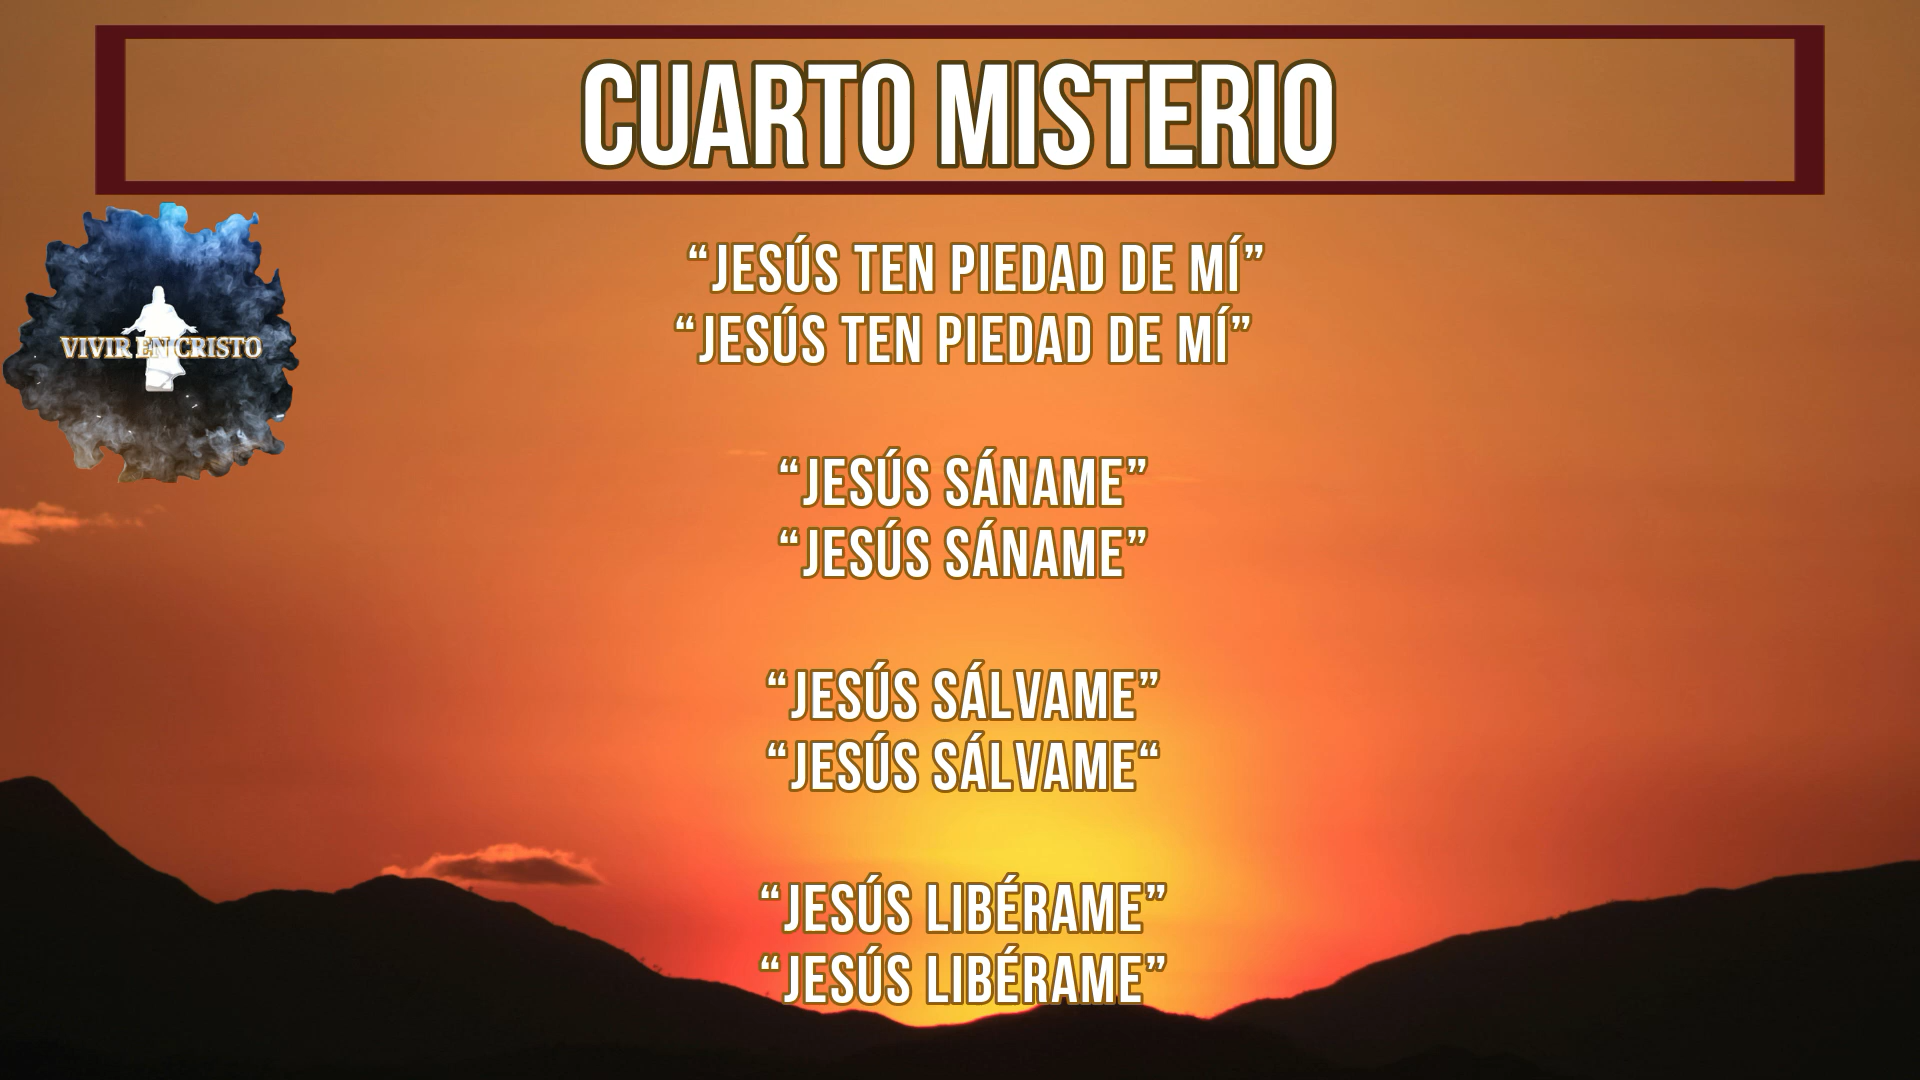 CUARTO MISTERIO
VIVIR EN CRISTO
“JESÚS TEN PIEDAD DE MÍ”
“JESÚS TEN PIEDAD DE MÍ”
“JESÚS SÁNAME”
“JESÚS SÁNAME”
“JESÚS SÁLVAME”
“JESÚS SÁLVAME“
“JESÚS LIBÉRAME”
“JESÚS LIBÉRAME”